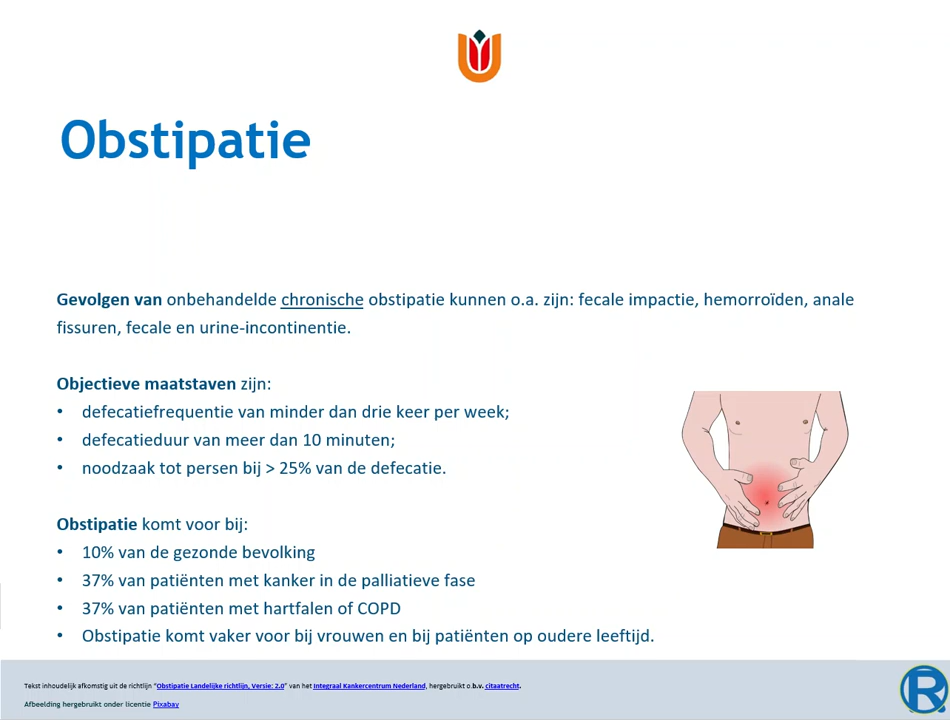 Obstipatie
Gevolgen van onbehandelde chronische obstipatie kunnen o.a. zijn: fecale impactie, hemorroïden, anale
fissuren, fecale en urine-incontinentie.
Objectieve maatstaven zijn:
• defecatiefrequentie van minder dan drie keer per week;
• defecatieduur van meer dan 10 minuten;
• noodzaak tot persen bij > 25% van de defecatie.
Obstipatie komt voor bij:
• 10% van de gezonde bevolking
• 37% van patiënten met kanker in de palliatieve fase
• 37% van patiënten met hartfalen of COPD
• Obstipatie komt vaker voor bij vrouwen en bij patiënten op oudere leeftijd.
Tekst inhoudelijk afkomstig uit de richtlijn "Obstipatie Landelijke richtlijn, Versie: 2.0" van het Integraal Kankercentrum Nederland, hergebruikt o.b.v. citaatrecht.
Afbeelding hergebruikt onder licentie Pixabay
R